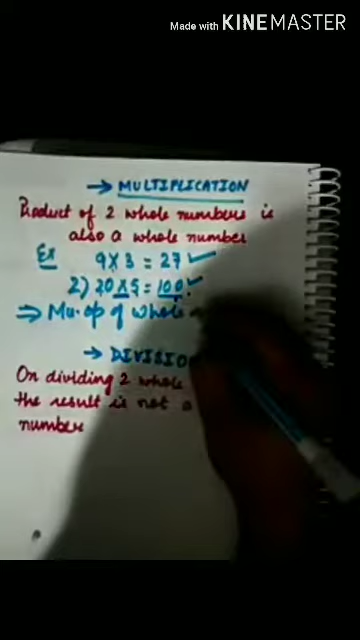 Made with KINEMASTER
→ MULTIPLICATION
Product of 2 whole numbers is
also a whole number
Ex 9 X 3 = 27 ✓
2) 20 X 5 = 100 ✓
⇒ Mu. op of whole
→ DIVISIO
On dividing 2 whole
the result is not a
number